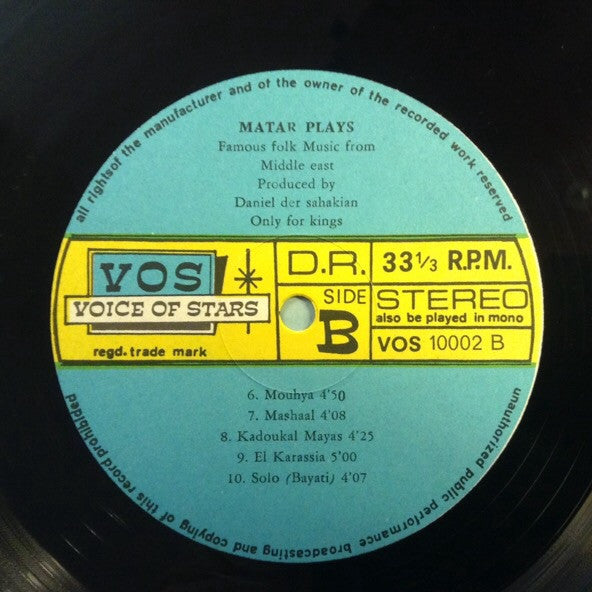 all rightsof the manufacturer and of the owner of the recorded work reserved
MATAR PLAYS
Famous folk Music from
Middle east
Produced by
Daniel der sahakian
Only for kings
VOS
VOICE OF STARS
regd. trade mark
D.R.
33 1/3 R.P.M.
SIDE
B
STEREO
also be played in mono
VOS 10002 B
6. Mouhya 4'50
7. Mashaal 4'08
8. Kadoukal Mayas 4'25
9. El Karassia 5'00
10. Solo (Bayati) 4'07
unauthorized public performance broadcasting and copying of this record prohibited